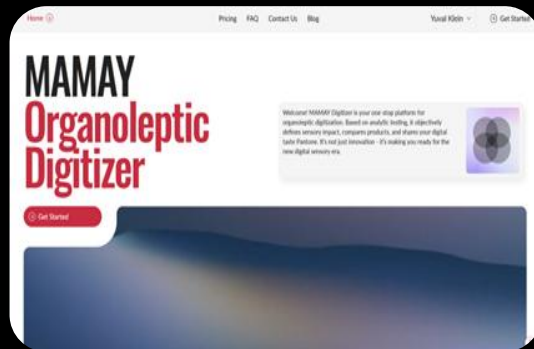 Home
Pricing FAQ Contact Us Blog
Yuval Klein
Get Started
MAMAY
Organoleptic
Digitizer
Welcome! MAMAY Digitizer is your one stop platform for
organoleptic digitization. Based on analytic testing, it objectively
defines sensory impact, compares products, and shares your digital
taste Pantone. It's not just innovation - it's making you ready for the
new digital sensory era.
Get Started